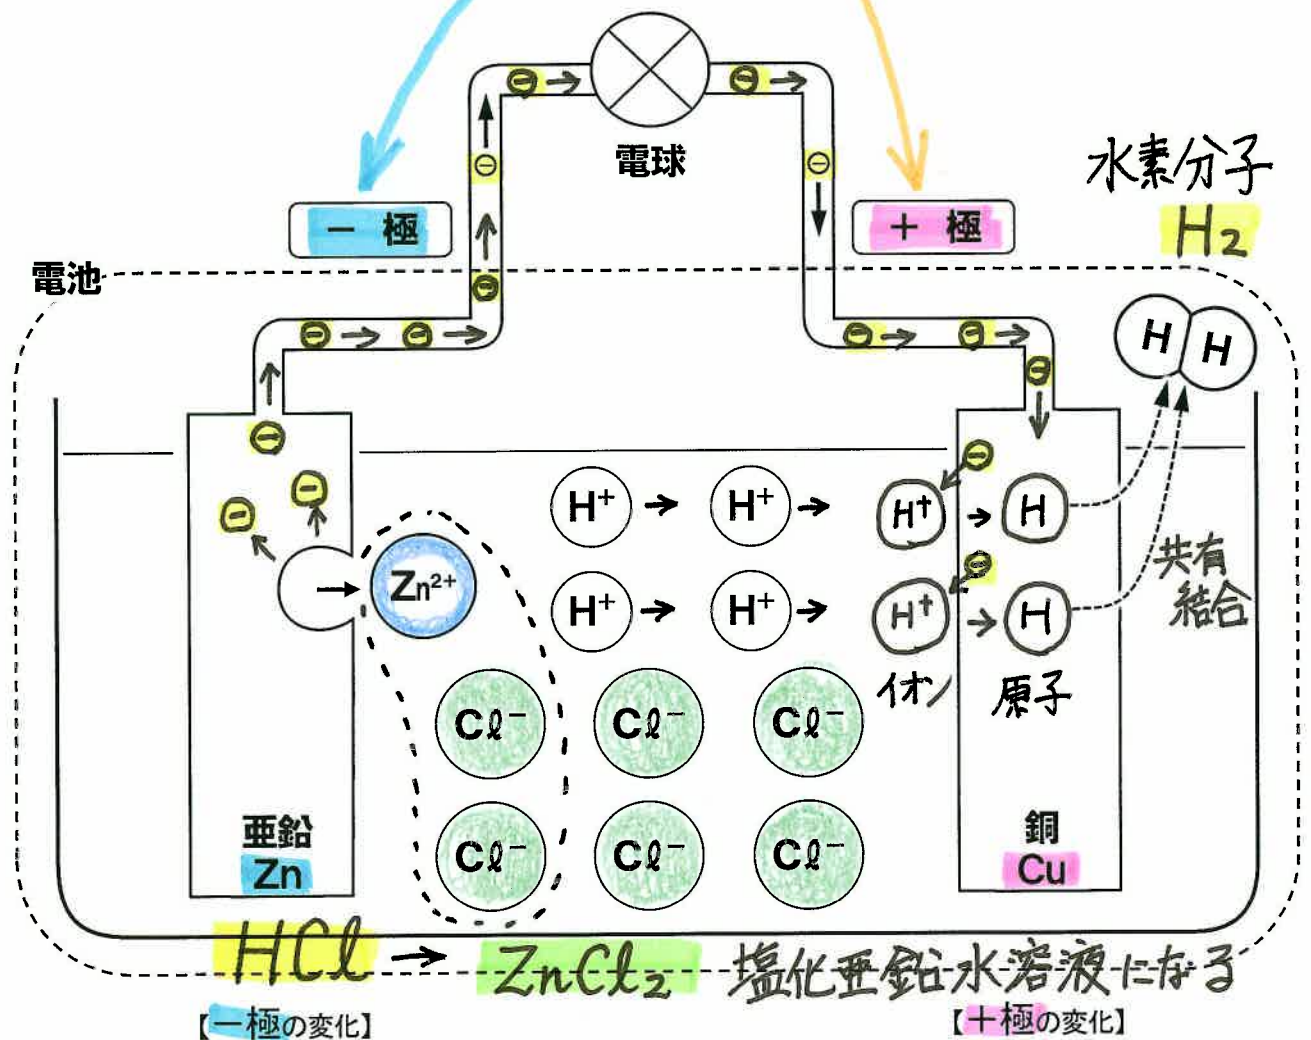 電球
水素分子
H₂
− 極
+ 極
電池
⊖ ⊖
⊖ ⊖
⊖
⊖ ⊖ ⊖ ⊖
⊖
H H
⊖
⊖ ⊖
⊖
H⁺ H⁺ H⁺ H
⊖
Zn²⁺
H⁺ H⁺ H⁺ H
共有
結合
イオン 原子
Cℓ⁻ Cℓ⁻ Cℓ⁻
Cℓ⁻ Cℓ⁻ Cℓ⁻
亜鉛
Zn
銅
Cu
HCl → ZnCl₂ 塩化亜鉛水溶液になる
【−極の変化】
【+極の変化】